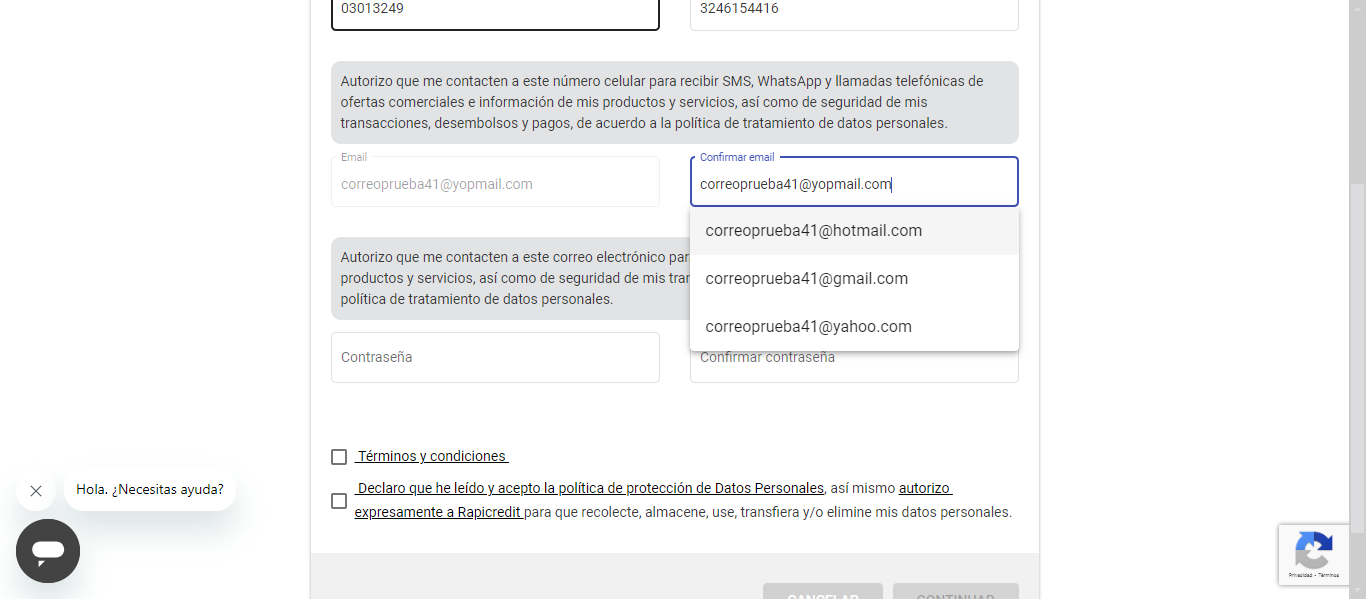 03013249
3246154416
Autorizo que me contacten a este número celular para recibir SMS, WhatsApp y llamadas telefónicas de
ofertas comerciales e información de mis productos y servicios, así como de seguridad de mis
transacciones, desembolsos y pagos, de acuerdo a la política de tratamiento de datos personales.
Email
correoprueba41@yopmail.com
Confirmar email
correoprueba41@yopmail.com
correoprueba41@hotmail.com
correoprueba41@gmail.com
correoprueba41@yahoo.com
Autorizo que me contacten a este correo electrónico par
productos y servicios, así como de seguridad de mis tran
política de tratamiento de datos personales.
Contraseña
Confirmar contraseña
Términos y condiciones
Declaro que he leído y acepto la política de protección de Datos Personales, así mismo autorizo
expresamente a Rapicredit para que recolecte, almacene, use, transfiera y/o elimine mis datos personales.
Hola. ¿Necesitas ayuda?
Privacidad - Términos
CANCELAR
CONTINUAR